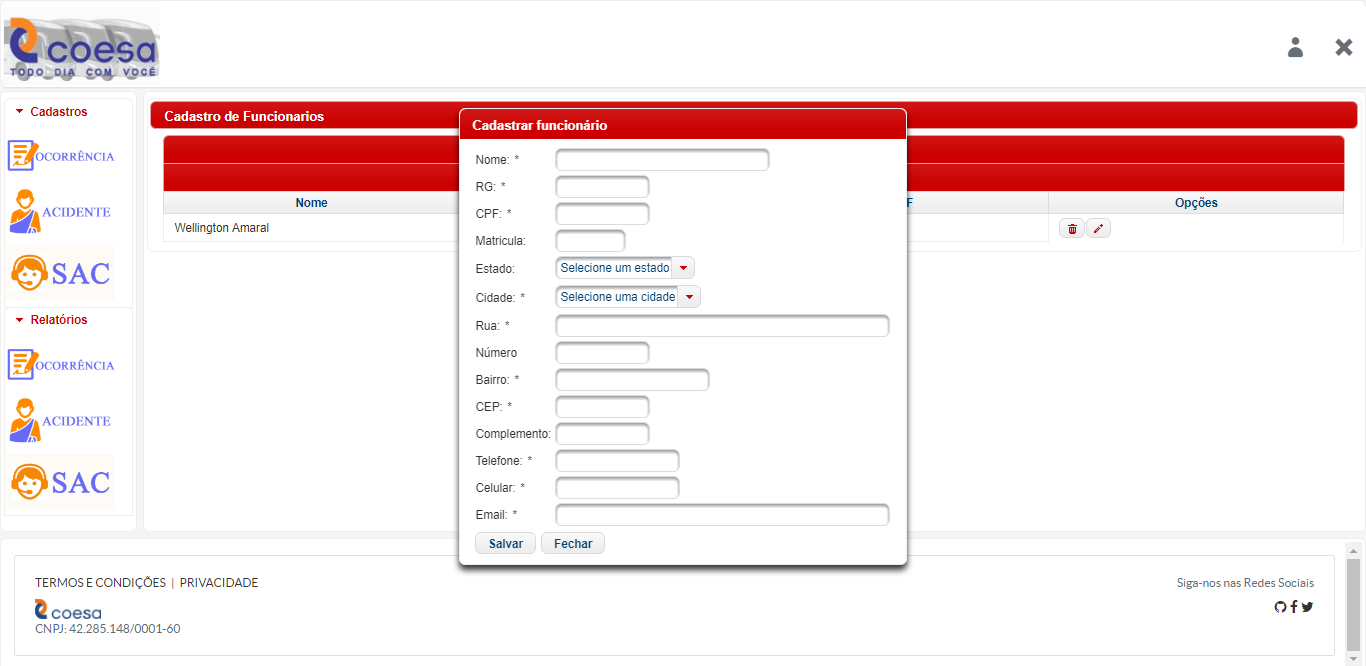 coesa
TODO DIA COM VOCÊ
Cadastros
OCORRÊNCIA
ACIDENTE
SAC
Relatórios
OCORRÊNCIA
ACIDENTE
SAC
Cadastro de Funcionarios
Nome
F
Opções
Wellington Amaral
Cadastrar funcionário
Nome: *
RG: *
CPF: *
Matricula:
Estado: Selecione um estado
Cidade: * Selecione uma cidade
Rua: *
Número
Bairro: *
CEP: *
Complemento:
Telefone: *
Celular: *
Email: *
Salvar Fechar
TERMOS E CONDIÇÕES | PRIVACIDADE
coesa
CNPJ: 42.285.148/0001-60
Siga-nos nas Redes Sociais